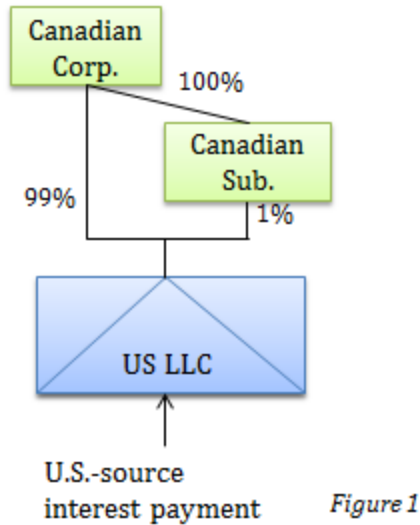 Canadian
Corp.
100%
Canadian
Sub.
99%
1%
US LLC
U.S.-source
interest payment
Figure 1